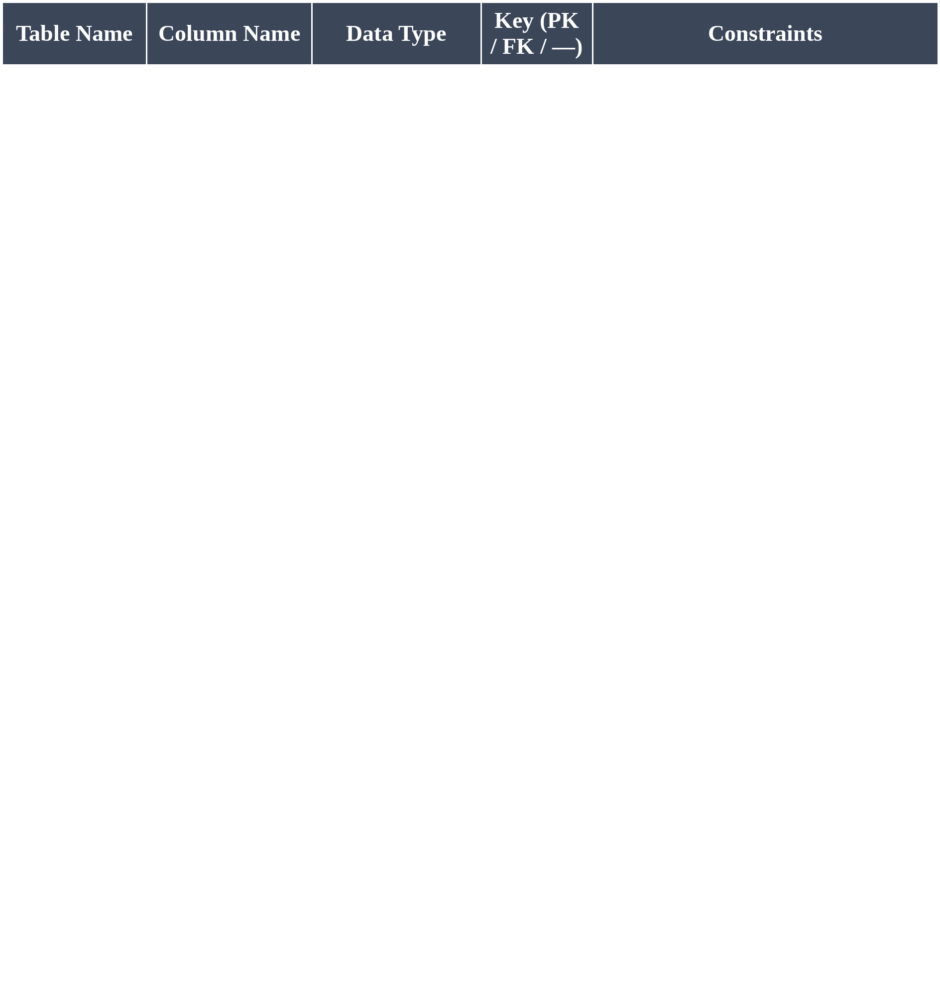 Table Name
Column Name
Data Type
Key (PK
/ FK / —)
Constraints